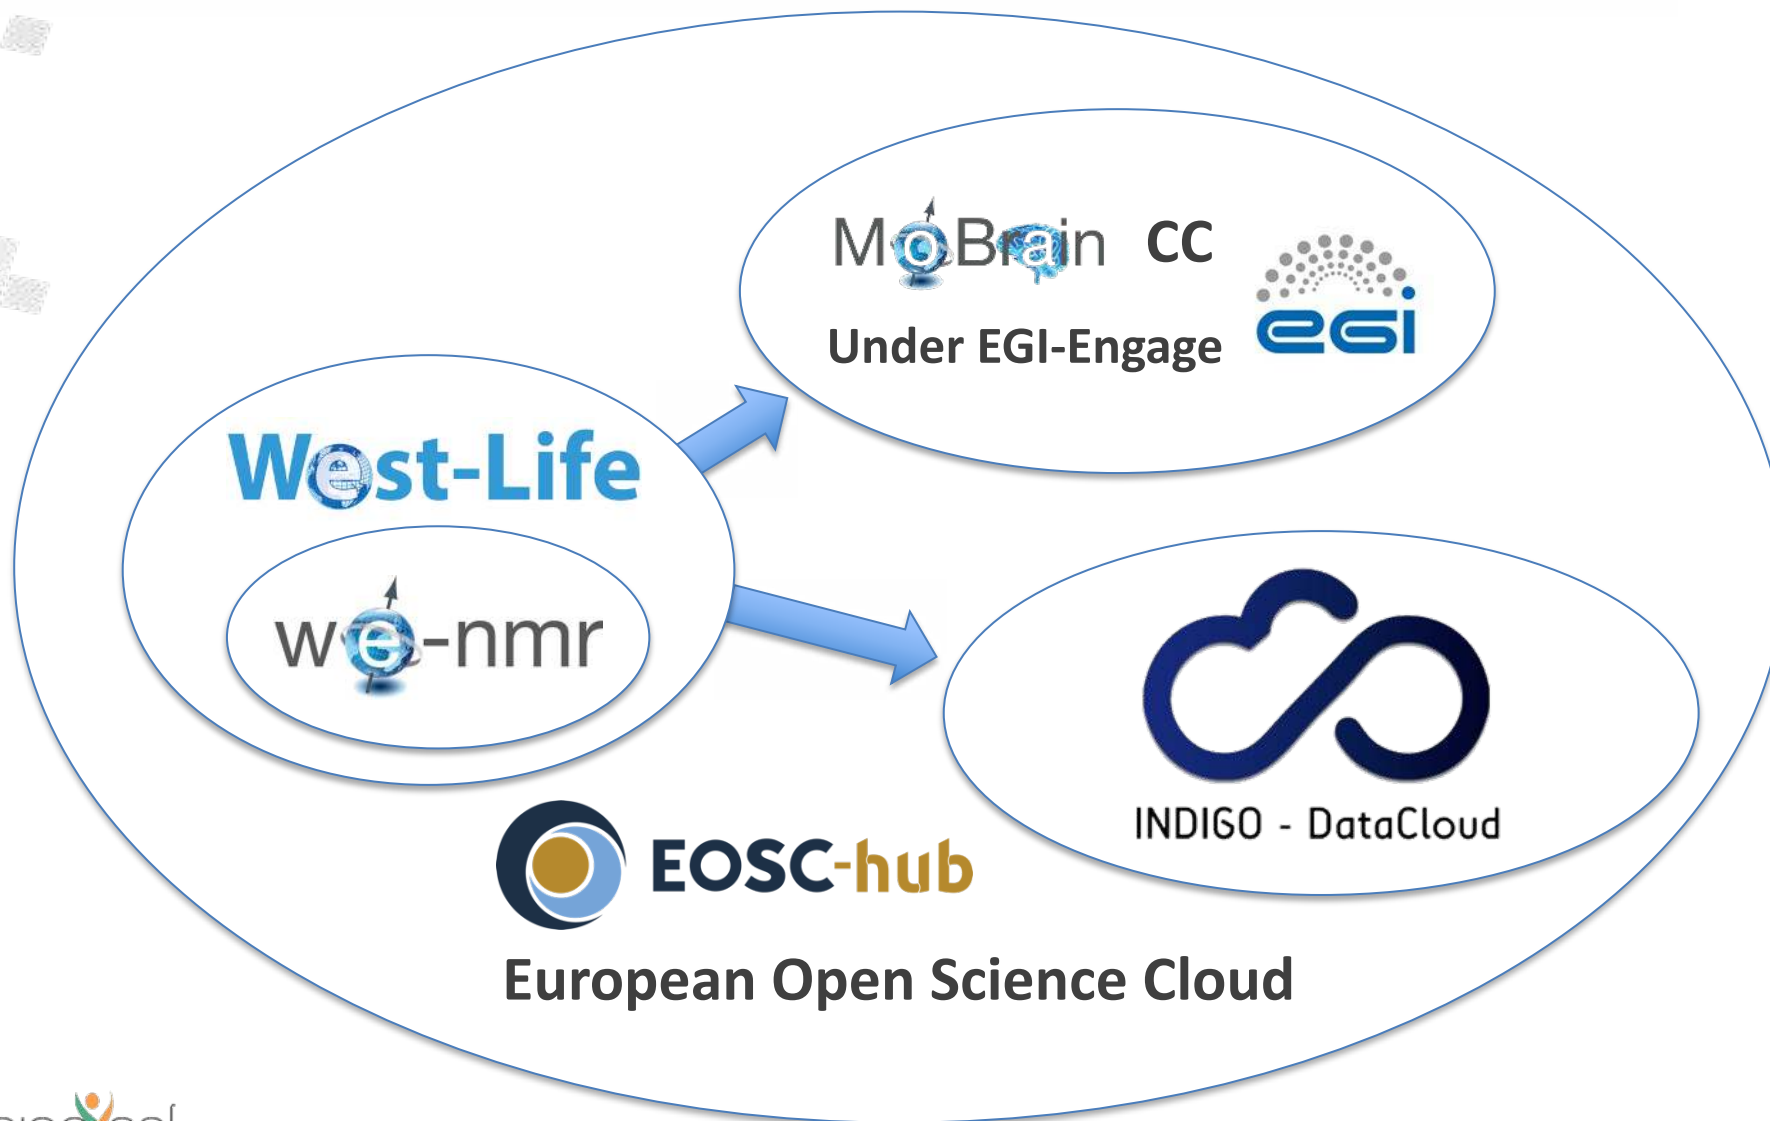 MoBrain CC
egi
Under EGI-Engage
West-Life
we-nmr
INDIGO - DataCloud
EOSC-hub
European Open Science Cloud